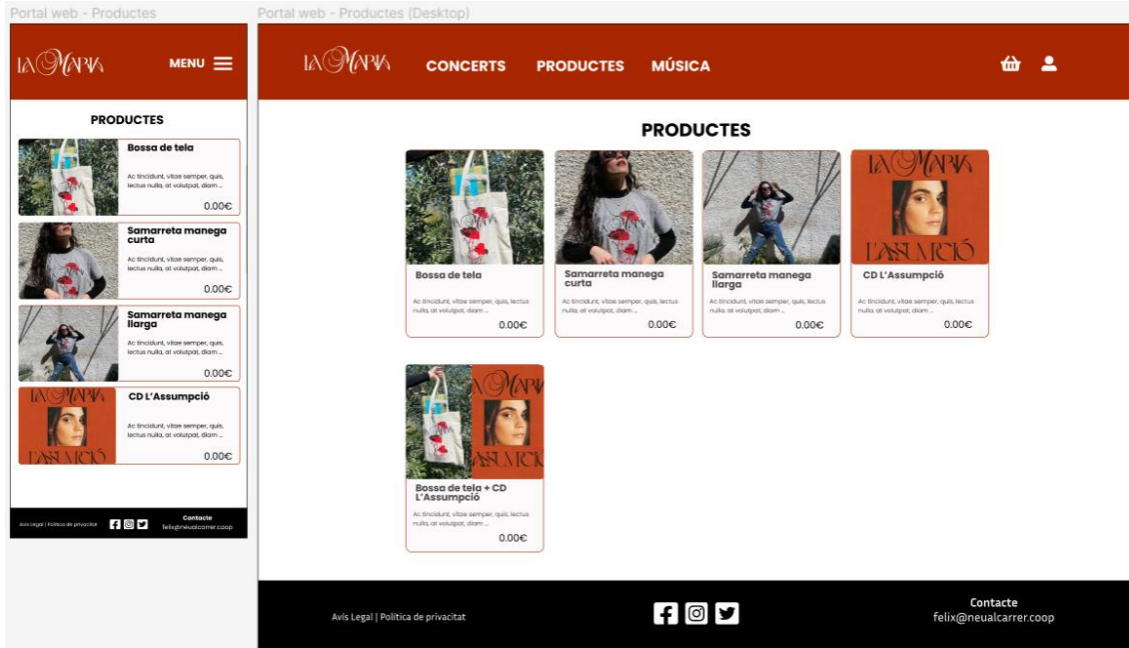 Portal web - Productes
LA MARIA
MENU
PRODUCTES
Bossa de tela
Ac tincidunt, vitae semper, quis,
lectus nulla, at volutpat, diam ...
0.00€
Samarreta manega
curta
Ac tincidunt, vitae semper, quis,
lectus nulla, at volutpat, diam ...
0.00€
Samarreta manega
llarga
Ac tincidunt, vitae semper, quis,
lectus nulla, at volutpat, diam ...
0.00€
LA MARIA
L'ASSUMPCIÓ
CD L'Assumpció
Ac tincidunt, vitae semper, quis,
lectus nulla, at volutpat, diam ...
0.00€
Avís Legal | Política de privacitat
Contacte
felix@neualcarrer.coop
Portal web - Productes (Desktop)
LA MARIA
CONCERTS PRODUCTES MÚSICA
PRODUCTES
Bossa de tela
Ac tincidunt, vitae semper, quis, lectus
nulla, at volutpat, diam ...
0.00€
Samarreta manega
curta
Ac tincidunt, vitae semper, quis, lectus
nulla, at volutpat, diam ...
0.00€
Samarreta manega
llarga
Ac tincidunt, vitae semper, quis, lectus
nulla, at volutpat, diam ...
0.00€
LA MARIA
L'ASSUMPCIÓ
CD L'Assumpció
Ac tincidunt, vitae semper, quis, lectus
nulla, at volutpat, diam ...
0.00€
Bossa de tela + CD
L'Assumpció
Ac tincidunt, vitae semper, quis, lectus
nulla, at volutpat, diam ...
0.00€
Avís Legal | Política de privacitat
Contacte
felix@neualcarrer.coop